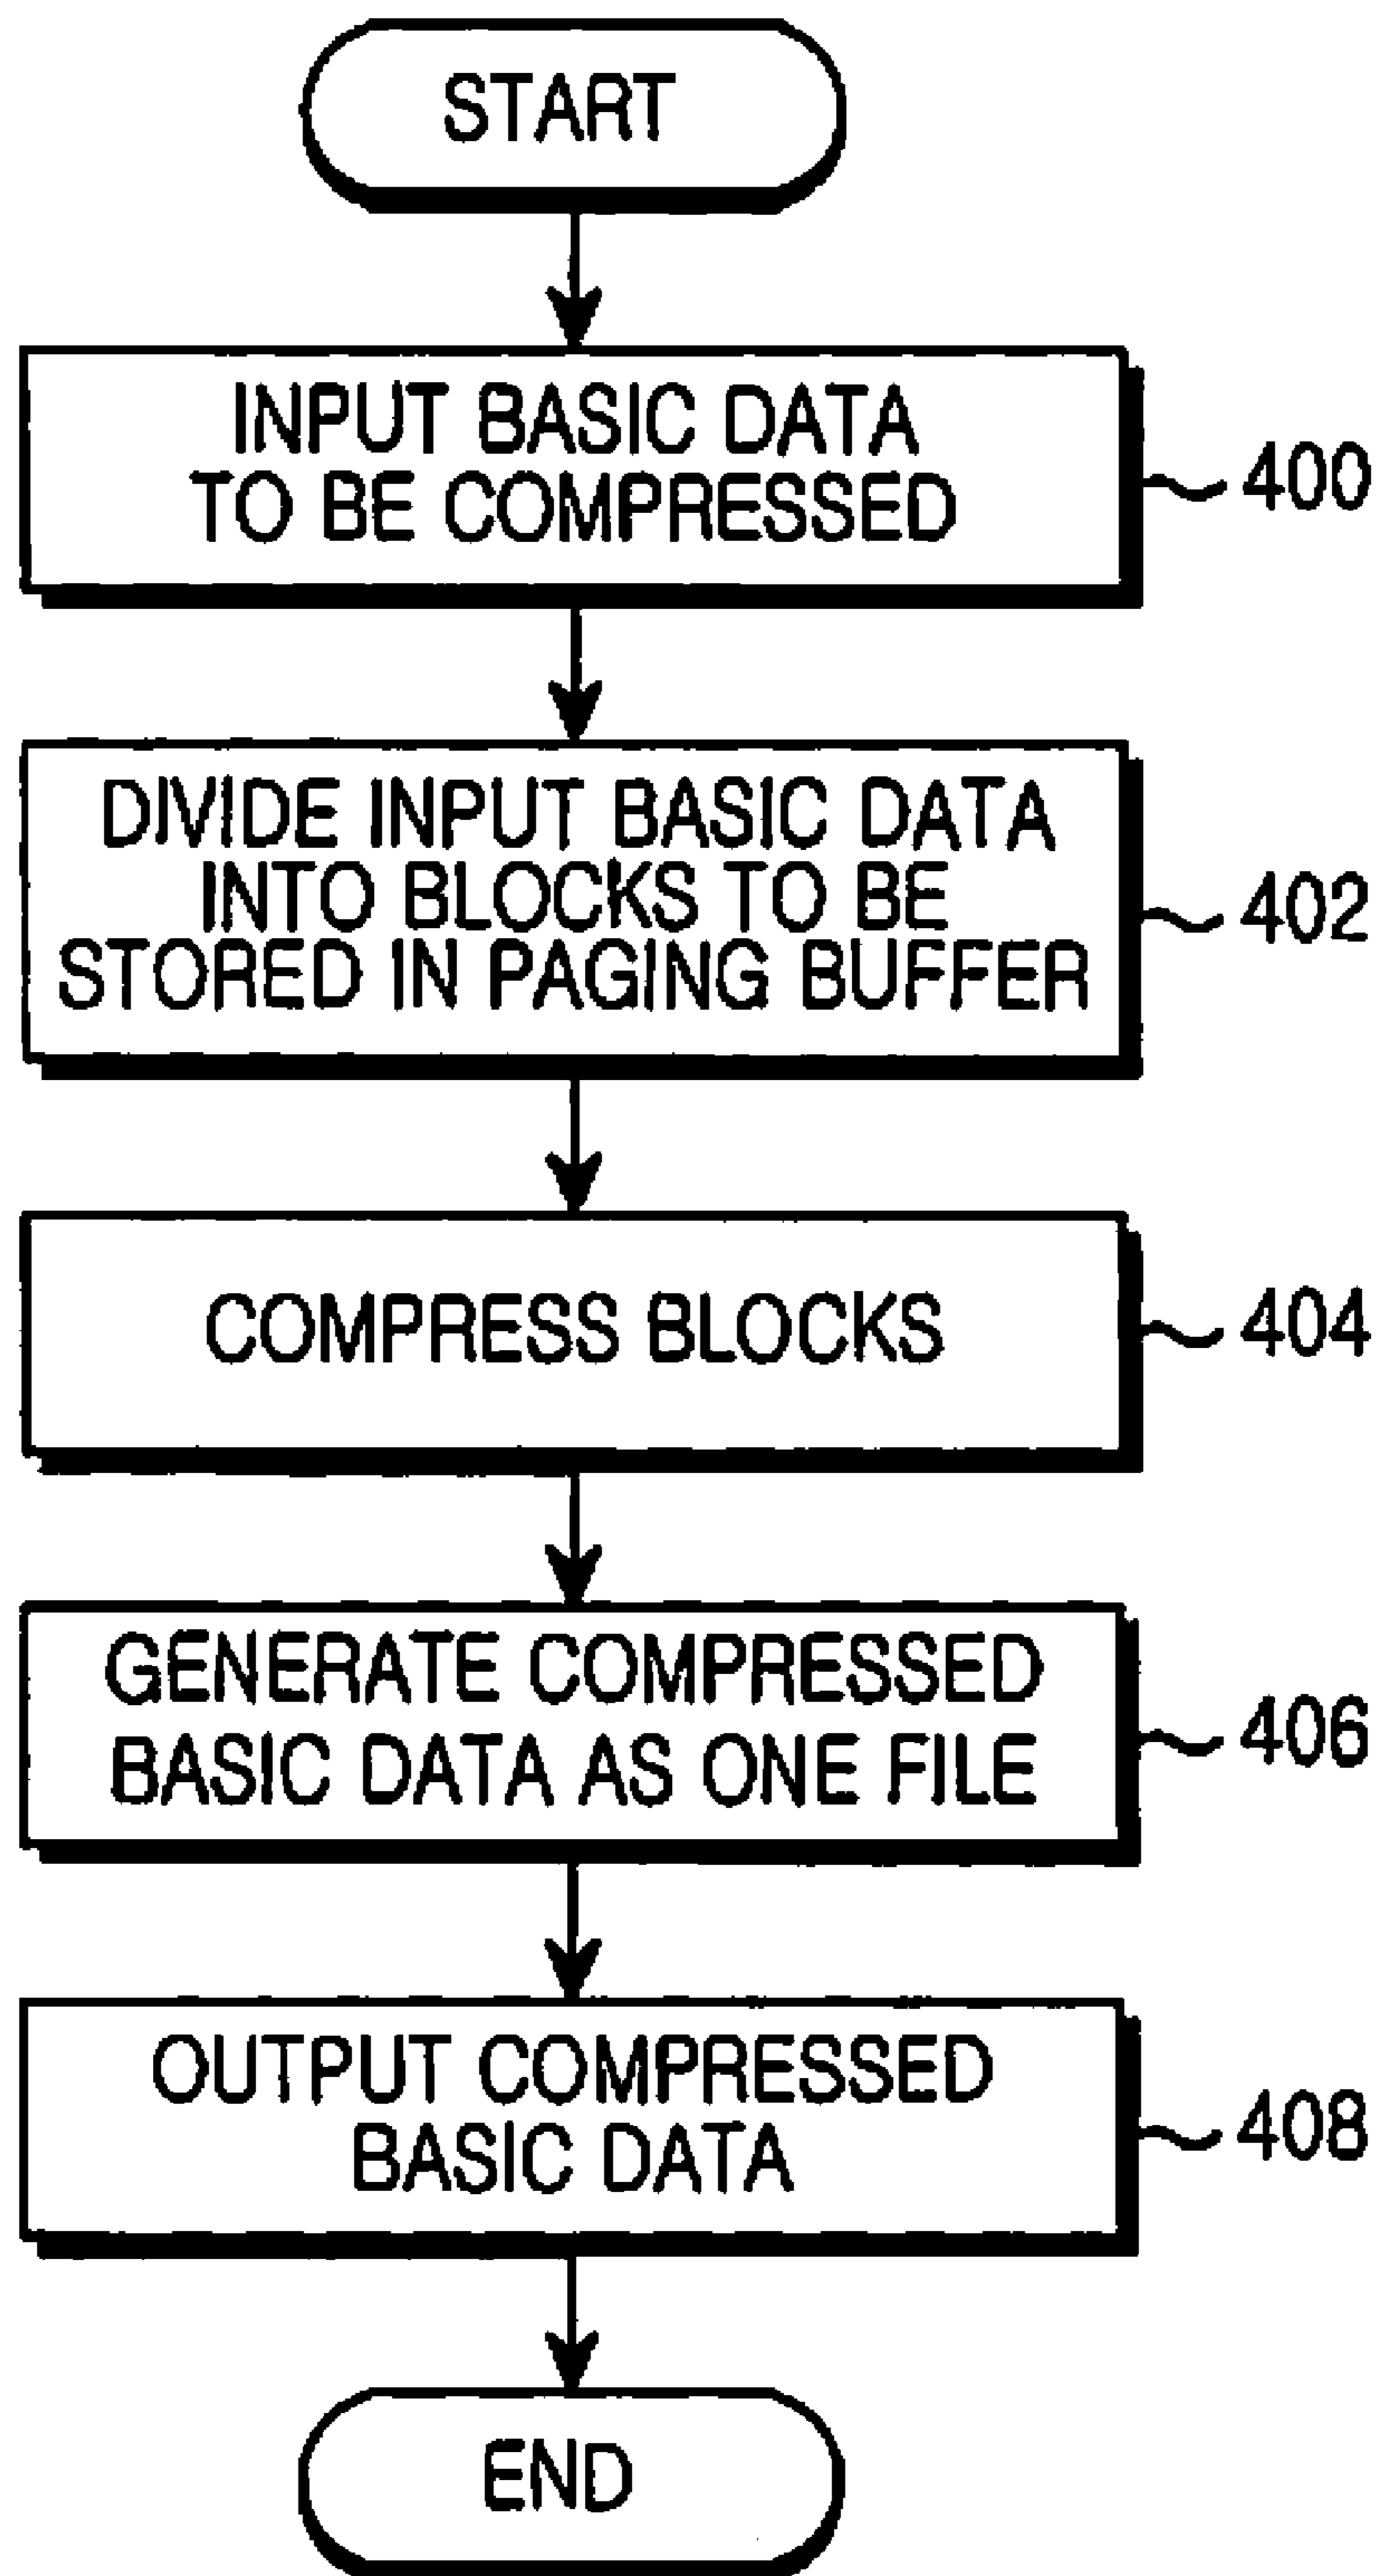 START
INPUT BASIC DATA
TO BE COMPRESSED
400
DIVIDE INPUT BASIC DATA
INTO BLOCKS TO BE
STORED IN PAGING BUFFER
402
COMPRESS BLOCKS
404
GENERATE COMPRESSED
BASIC DATA AS ONE FILE
406
OUTPUT COMPRESSED
BASIC DATA
408
END